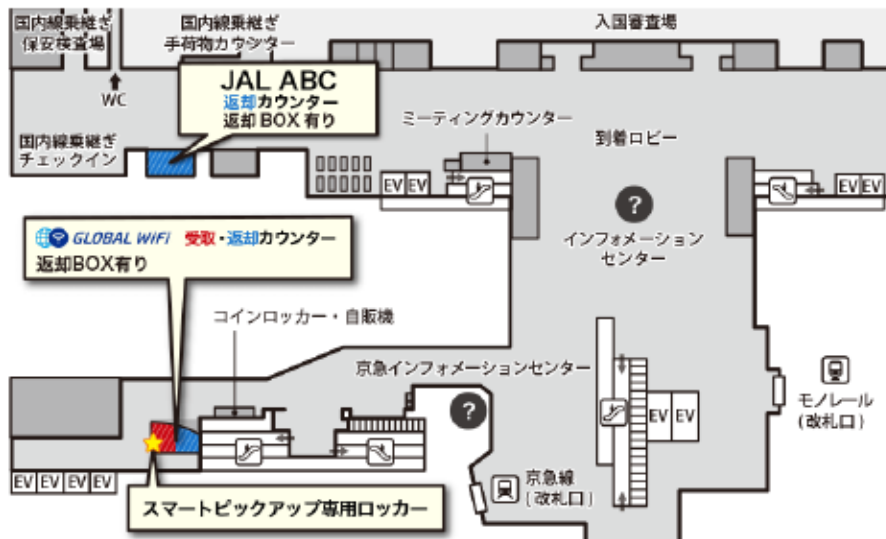 国内線乗継ぎ
保安検査場
国内線乗継ぎ
手荷物カウンター
入国審査場
WC
JAL ABC
返却カウンター
返却BOX有り
ミーティングカウンター
到着ロビー
国内線乗継ぎ
チェックイン
EV EV
EV EV
?
インフォメーション
センター
GLOBAL WiFi 受取・返却カウンター
返却BOX有り
コインロッカー・自販機
京急インフォメーションセンター
?
EV EV
モノレール
(改札口)
EV EV EV EV
京急線
(改札口)
スマートピックアップ専用ロッカー